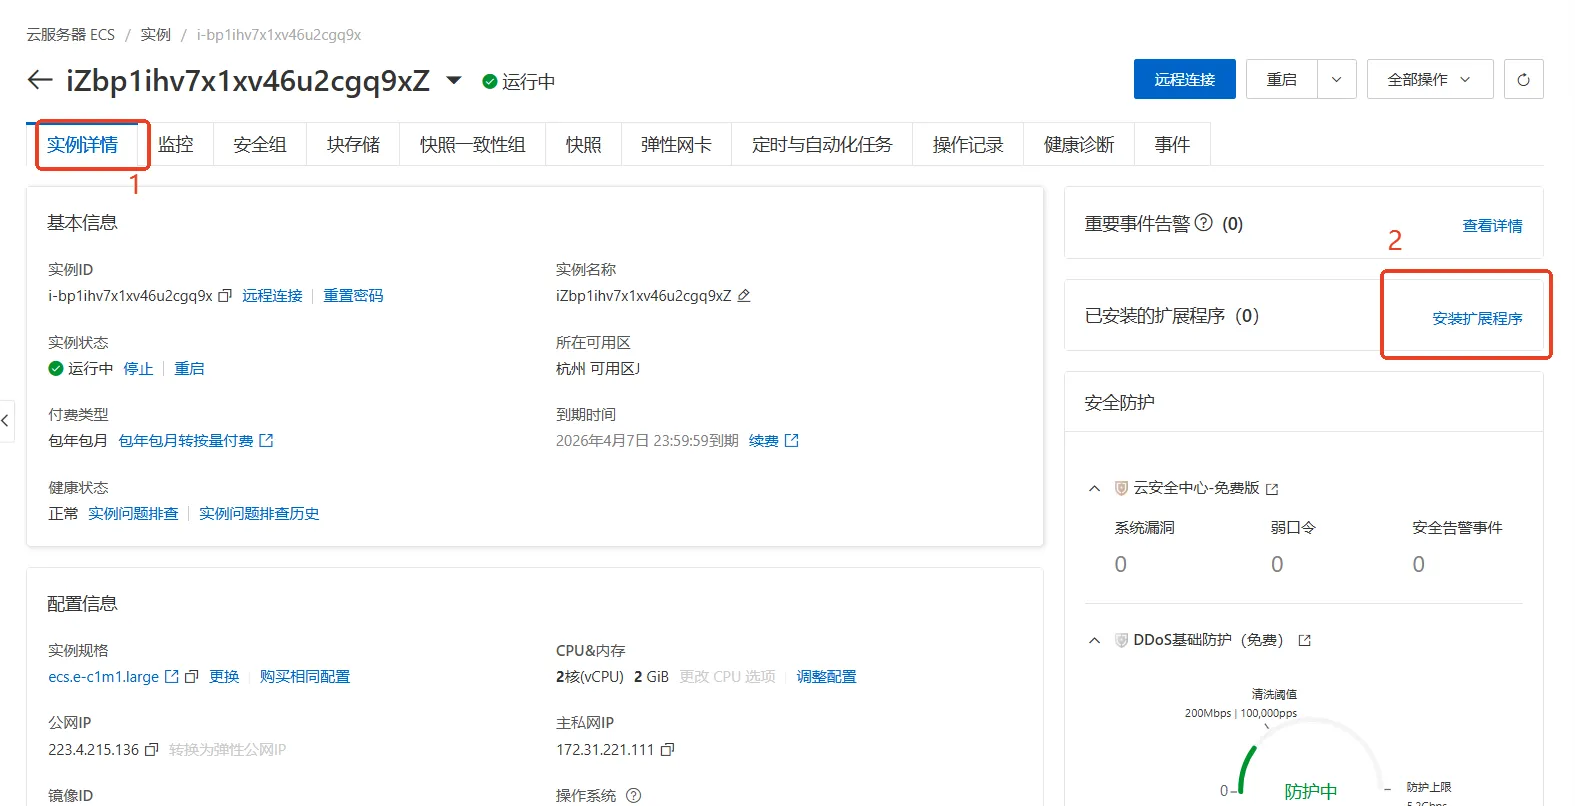 云服务器 ECS / 实例 / i-bp1ihv7x1xv46u2cgq9x
iZbp1ihv7x1xv46u2cgq9xZ 运行中
远程连接 重启 全部操作
实例详情 监控 安全组 块存储 快照一致性组 快照 弹性网卡 定时与自动化任务 操作记录 健康诊断 事件
1
基本信息
实例ID 实例名称
i-bp1ihv7x1xv46u2cgq9x 远程连接 重置密码 iZbp1ihv7x1xv46u2cgq9xZ
实例状态 所在可用区
运行中 停止 重启 杭州 可用区J
付费类型 到期时间
包年包月 包年包月转按量付费 2026年4月7日 23:59:59到期 续费
健康状态
正常 实例问题排查 实例问题排查历史
配置信息
实例规格 CPU&内存
ecs.e-c1m1.large 更换 购买相同配置 2核(vCPU) 2 GiB 更改 CPU 选项 调整配置
公网IP 主私网IP
223.4.215.136 转换为弹性公网IP 172.31.221.111
镜像ID 操作系统
重要事件告警 (0) 查看详情
2
已安装的扩展程序（0） 安装扩展程序
安全防护
云安全中心-免费版
系统漏洞 弱口令 安全告警事件
0 0 0
DDoS基础防护（免费）
清洗阈值
200Mbps | 100,000pps
0 防护中 防护上限
5.2Gbps